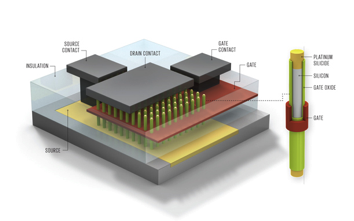 SOURCE
CONTACT
DRAIN CONTACT
GATE
CONTACT
INSULATION
GATE
SOURCE
PLATINUM
SILICIDE
SILICON
GATE OXIDE
GATE